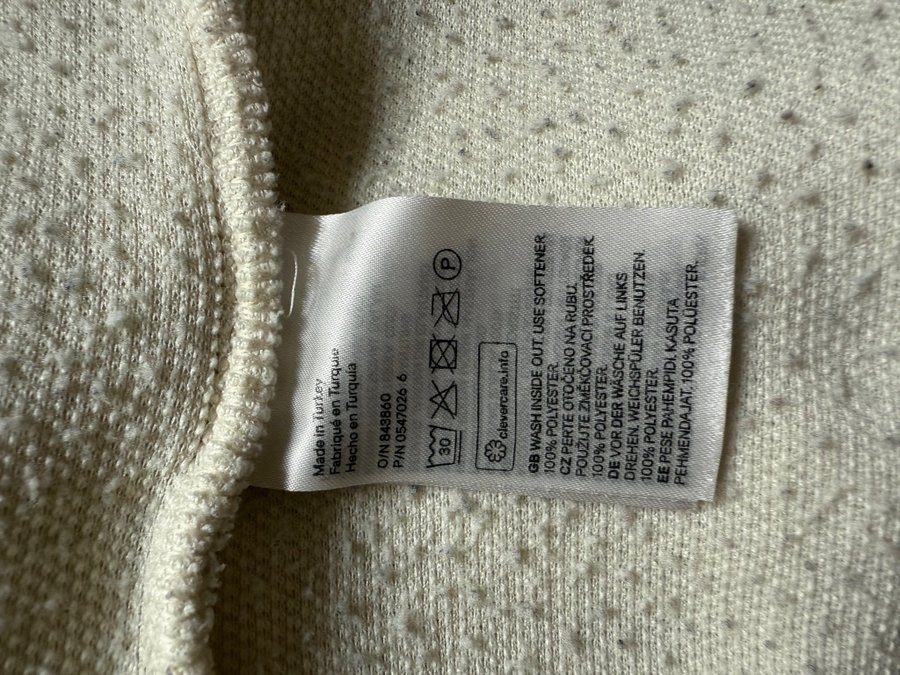 Made in Turkey
Fabriqué en Turquie
Hecho en Turquia
O/N 843860
P/N 0547026 6
30
P
clevercare.info
GB WASH INSIDE OUT. USE SOFTENER.
100% POLYESTER.
CZ PERTE OTOČENO NA RUBU.
POUŽIJTE ZMĚKČOVACÍ PROSTŘEDEK.
100% POLYESTER.
DE VOR DER WÄSCHE AUF LINKS
DREHEN. WEICHSPÜLER BENUTZEN.
100% POLYESTER.
EE PESE PAHEMPIDI. KASUTA
PEHMENDAJAT. 100% POLÜESTER.